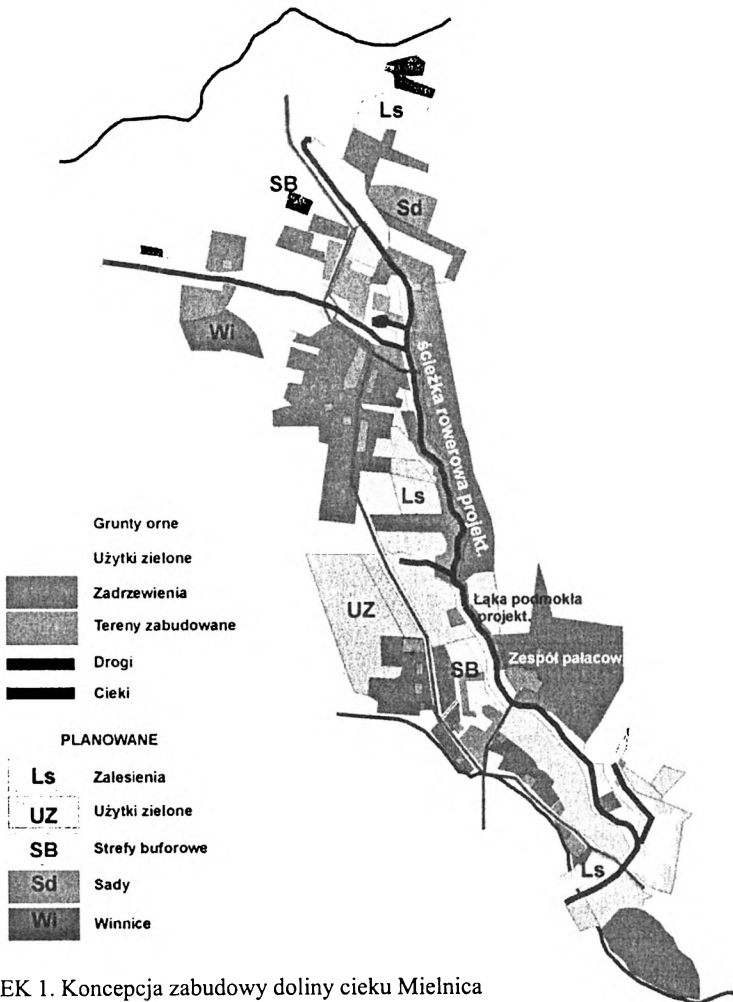 Ls
SB
Sd
Wi
ścieżka rowerowa projekt.
Ls
Łąka podmokła
projekt.
UZ
Zespół pałacow
SB
Ls
Grunty orne
Użytki zielone
Zadrzewienia
Tereny zabudowane
Drogi
Cieki
PLANOWANE
Ls Zalesienia
UZ Użytki zielone
SB Strefy buforowe
Sd Sady
Wi Winnice
EK 1. Koncepcja zabudowy doliny cieku Mielnica